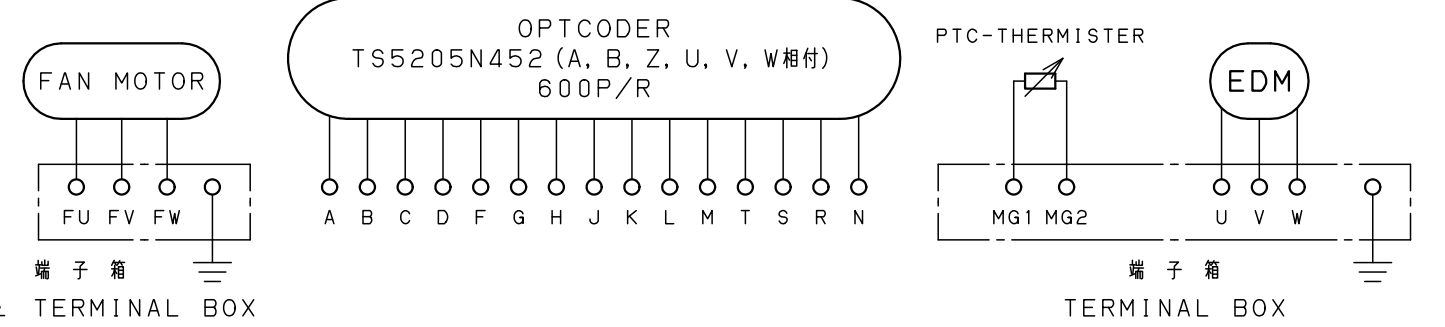 FAN MOTOR
FU FV FW
端子箱
TERMINAL BOX
OPTCODER
TS5205N452 (A, B, Z, U, V, W相付)
600P/R
A B C D F G H J K L M T S R N
PTC-THERMISTER
EDM
MG1 MG2 U V W
端子箱
TERMINAL BOX